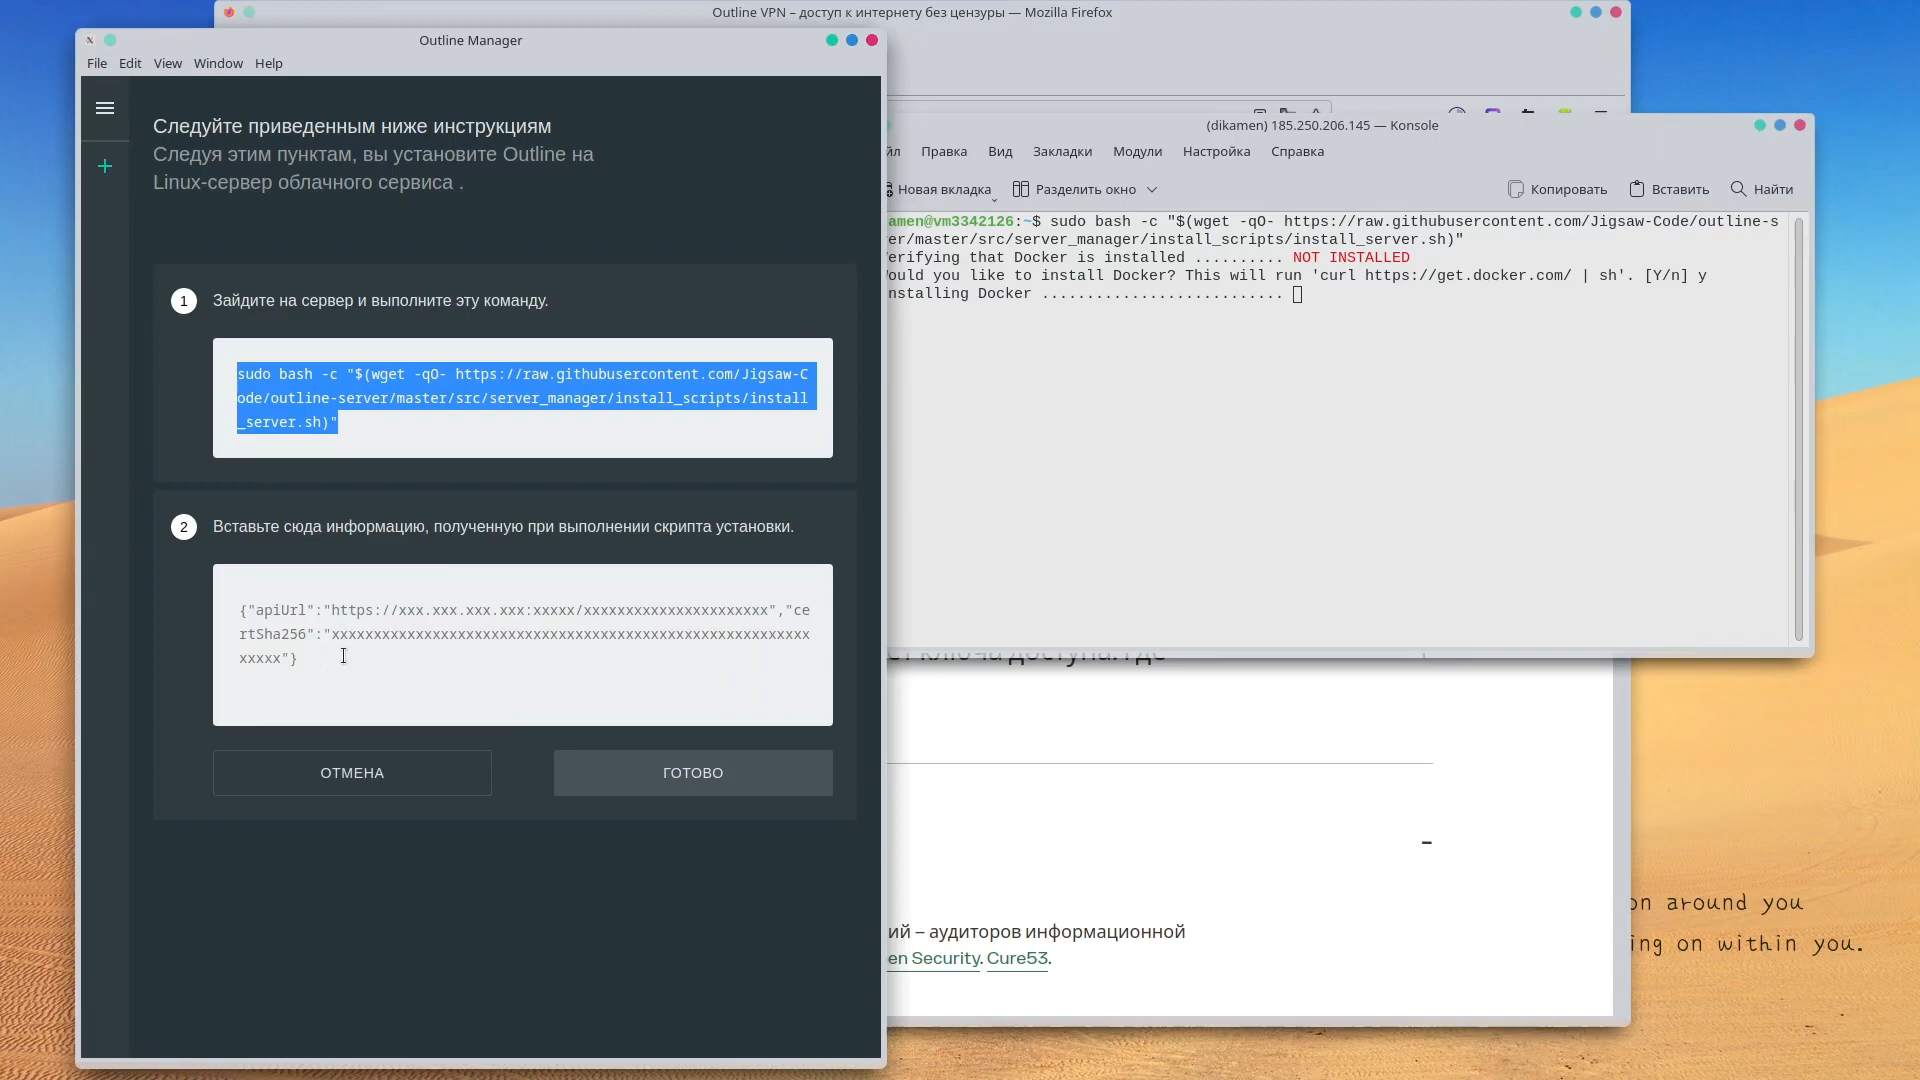 Outline VPN – доступ к интернету без цензуры — Mozilla Firefox
Outline Manager
File Edit View Window Help
Следуйте приведенным ниже инструкциям
Следуя этим пунктам, вы установите Outline на
Linux-сервер облачного сервиса .
1 Зайдите на сервер и выполните эту команду.
sudo bash -c "$(wget -qO- https://raw.githubusercontent.com/Jigsaw-C
ode/outline-server/master/src/server_manager/install_scripts/install
_server.sh)"
2 Вставьте сюда информацию, полученную при выполнении скрипта установки.
{"apiUrl":"https://xxx.xxx.xxx.xxx:xxxxx/xxxxxxxxxxxxxxxxxxxxxx","ce
rtSha256":"xxxxxxxxxxxxxxxxxxxxxxxxxxxxxxxxxxxxxxxxxxxxxxxxxxxxxxxxx
xxxxx"}
ОТМЕНА ГОТОВО
(dikamen) 185.250.206.145 — Konsole
йл Правка Вид Закладки Модули Настройка Справка
Новая вкладка Разделить окно Копировать Вставить Найти
amen@vm3342126:~$ sudo bash -c "$(wget -qO- https://raw.githubusercontent.com/Jigsaw-Code/outline-s
er/master/src/server_manager/install_scripts/install_server.sh)"
erifying that Docker is installed .......... NOT INSTALLED
ould you like to install Docker? This will run 'curl https://get.docker.com/ | sh'. [Y/n] y
nstalling Docker ...........................
ключа доступа. Где
–
ий – аудиторов информационной
en Security. Cure53.
on around you
ing on within you.